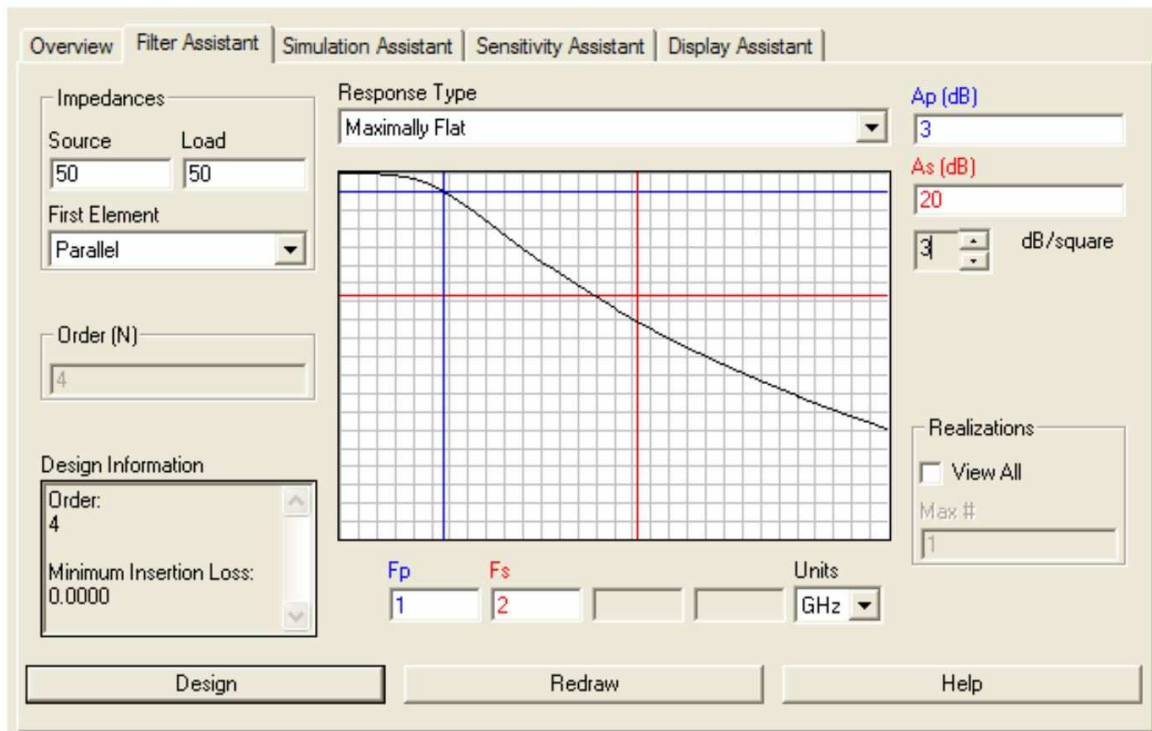 Overview Filter Assistant Simulation Assistant Sensitivity Assistant Display Assistant
Impedances
Source Load
50 50
First Element
Parallel
Order (N)
4
Design Information
Order:
4
Minimum Insertion Loss:
0.0000
Response Type
Maximally Flat
Fp Fs Units
1 2 GHz
Ap (dB)
3
As (dB)
20
3 dB/square
Realizations
View All
Max #
1
Design Redraw Help